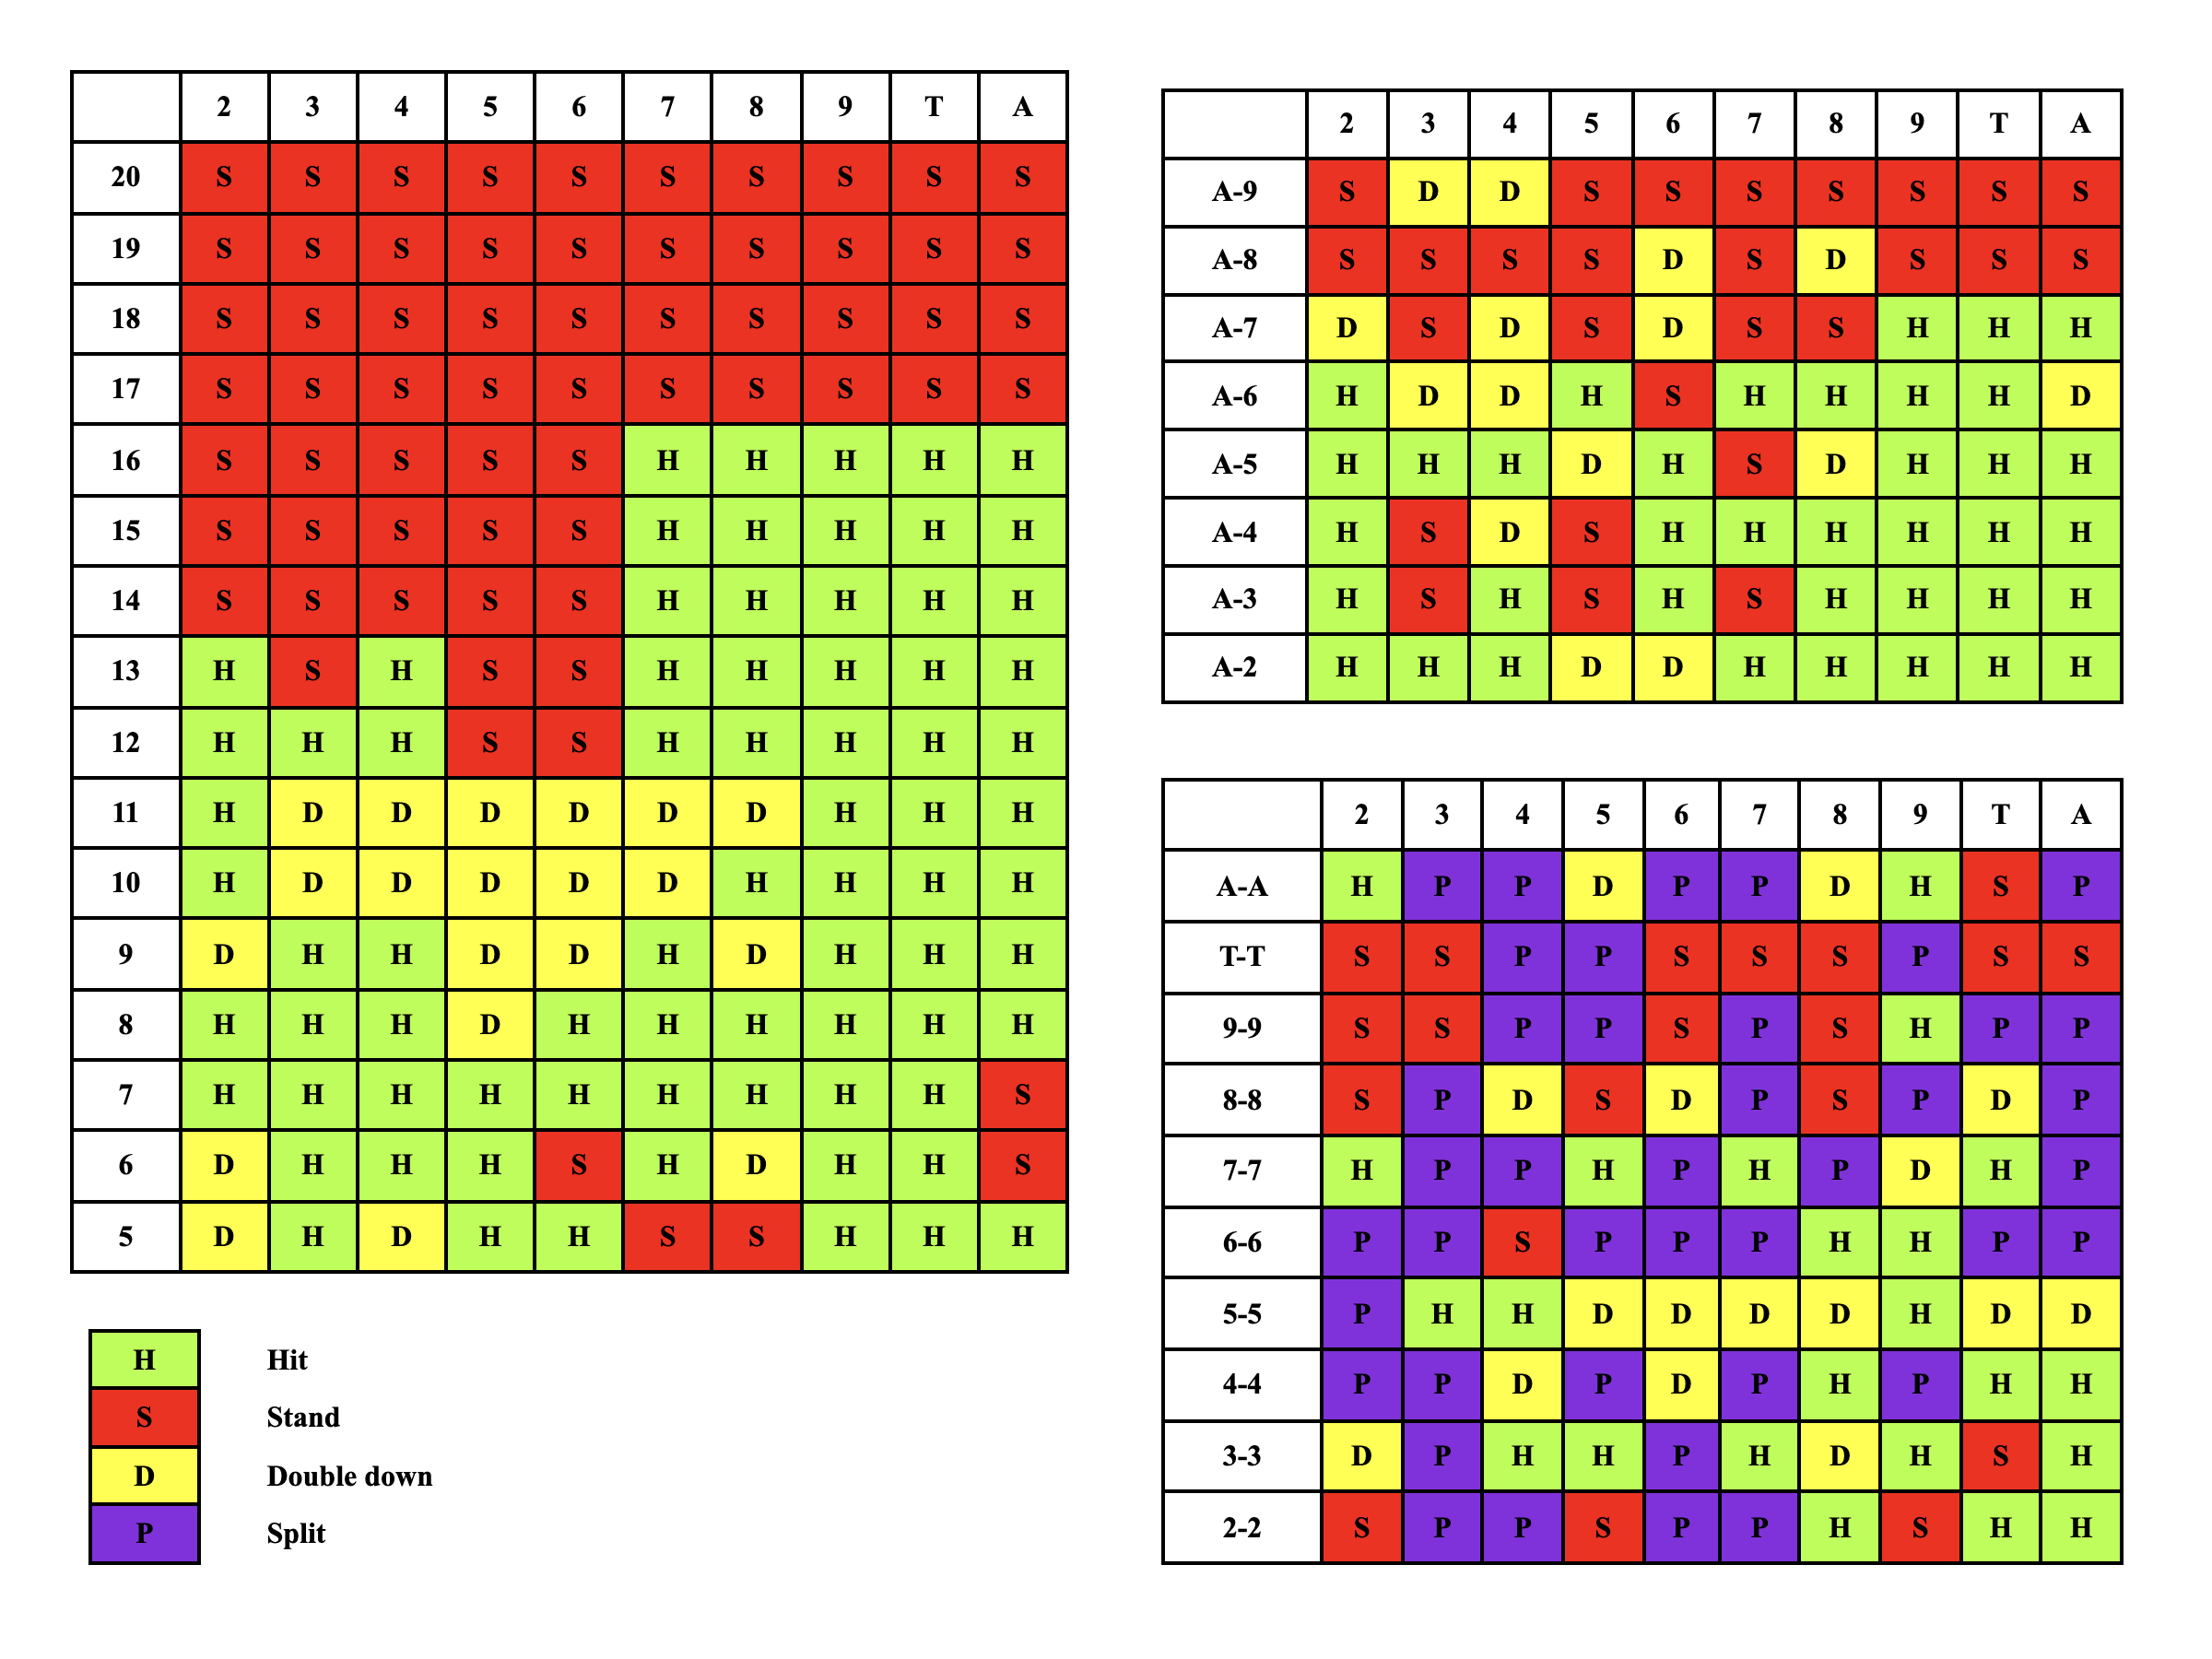 2 3 4 5 6 7 8 9 T A
20 S S S S S S S S S S
19 S S S S S S S S S S
18 S S S S S S S S S S
17 S S S S S S S S S S
16 S S S S S H H H H H
15 S S S S S H H H H H
14 S S S S S H H H H H
13 H S H S S H H H H H
12 H H H S S H H H H H
11 H D D D D D D H H H
10 H D D D D D H H H H
9 D H H D D H D H H H
8 H H H D H H H H H H
7 H H H H H H H H H S
6 D H H H S H D H H S
5 D H D H H S S H H H
H Hit
S Stand
D Double down
P Split
2 3 4 5 6 7 8 9 T A
A-9 S D D S S S S S S S
A-8 S S S S D S D S S S
A-7 D S D S D S S H H H
A-6 H D D H S H H H H D
A-5 H H H D H S D H H H
A-4 H S D S H H H H H H
A-3 H S H S H S H H H H
A-2 H H H D D H H H H H
2 3 4 5 6 7 8 9 T A
A-A H P P D P P D H S P
T-T S S P P S S S P S S
9-9 S S P P S P S H P P
8-8 S P D S D P S P D P
7-7 H P P H P H P D H P
6-6 P P S P P P H H P P
5-5 P H H D D D D H D D
4-4 P P D P D P H P H H
3-3 D P H H P H D H S H
2-2 S P P S P P H S H H